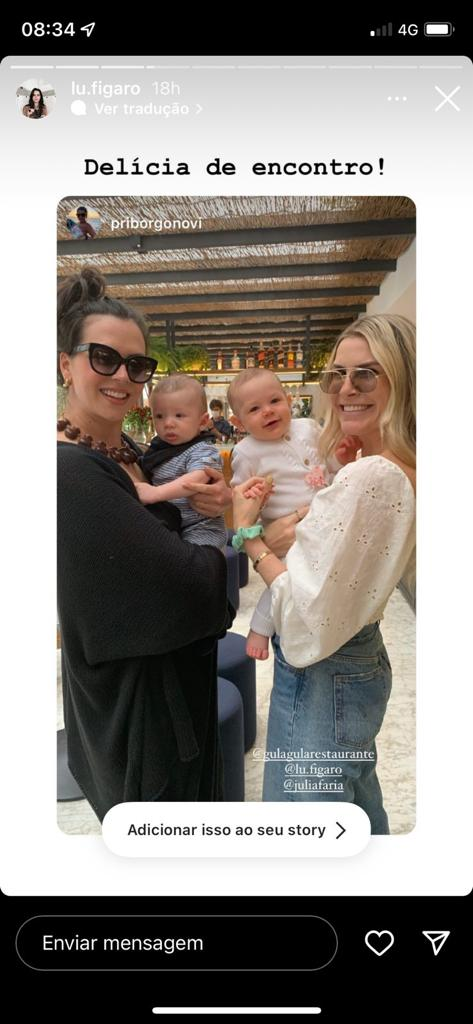 08:34
4G
lu.figaro 18h
Ver tradução
Delícia de encontro!
priborgonovi
@gulagularestaurante
@lu.figaro
@juliafaria
Adicionar isso ao seu story
Enviar mensagem